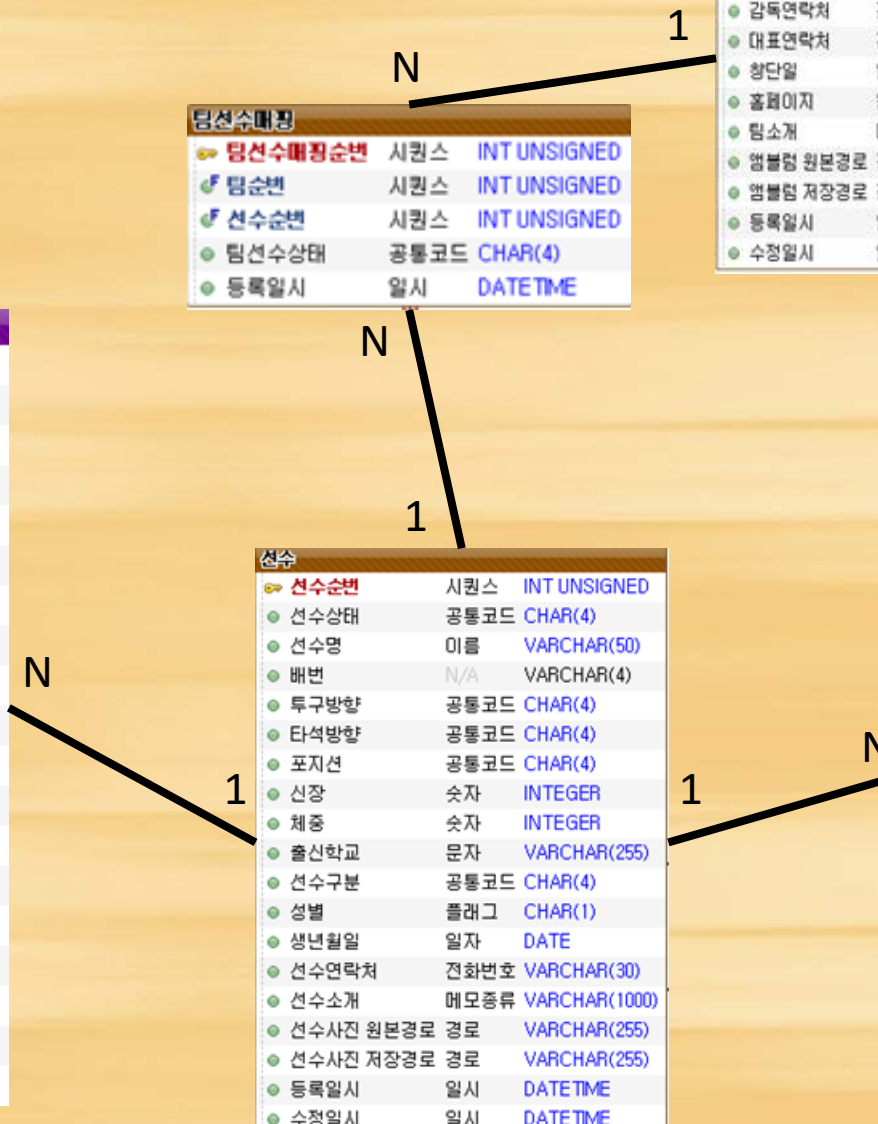 감독연락처
대표연락처
창단일
홈페이지
팀소개
앰블럼 원본경로
앰블럼 저장경로
등록일시
수정일시
1
N
팀선수매핑
팀선수매핑순번 시퀀스 INT UNSIGNED
팀순번 시퀀스 INT UNSIGNED
선수순번 시퀀스 INT UNSIGNED
팀선수상태 공통코드 CHAR(4)
등록일시 일시 DATETIME
N
1
선수
선수순번 시퀀스 INT UNSIGNED
선수상태 공통코드 CHAR(4)
선수명 이름 VARCHAR(50)
배번 N/A VARCHAR(4)
투구방향 공통코드 CHAR(4)
타석방향 공통코드 CHAR(4)
포지션 공통코드 CHAR(4)
신장 숫자 INTEGER
체중 숫자 INTEGER
출신학교 문자 VARCHAR(255)
선수구분 공통코드 CHAR(4)
성별 플래그 CHAR(1)
생년월일 일자 DATE
선수연락처 전화번호 VARCHAR(30)
선수소개 메모종류 VARCHAR(1000)
선수사진 원본경로 경로 VARCHAR(255)
선수사진 저장경로 경로 VARCHAR(255)
등록일시 일시 DATETIME
수정일시 일시 DATETIME
N
1
1
N